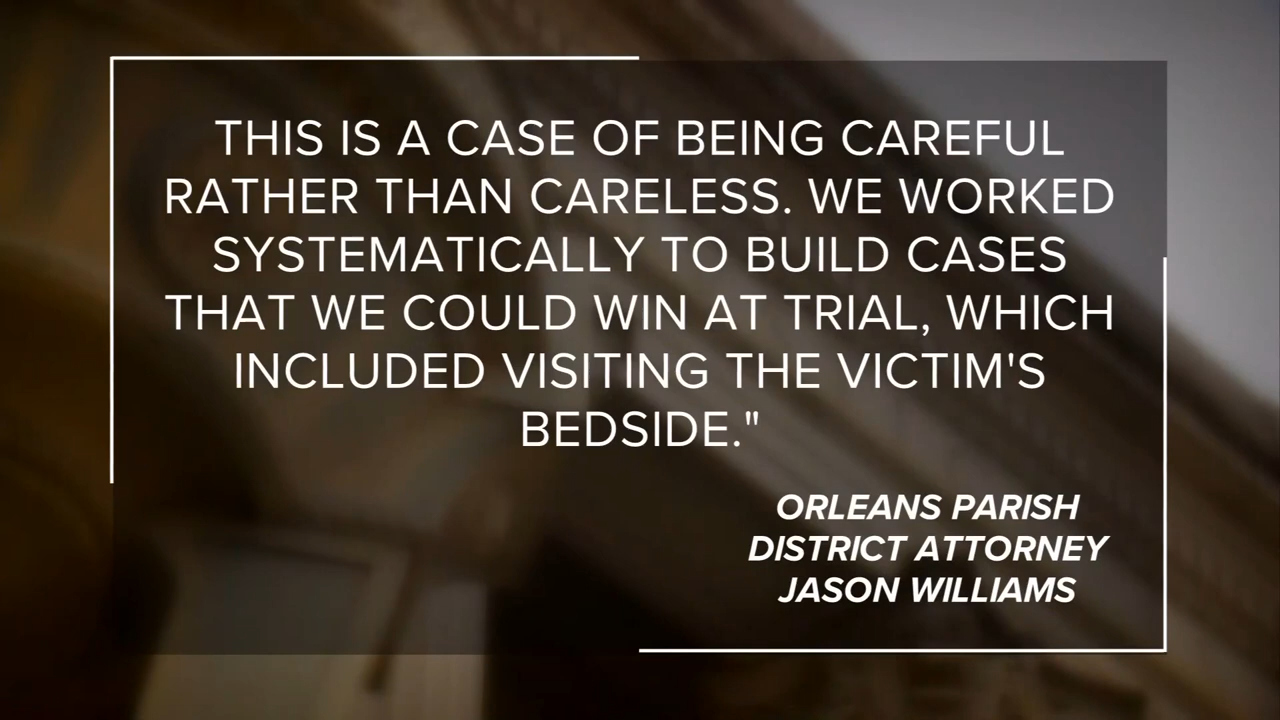 THIS IS A CASE OF BEING CAREFUL
RATHER THAN CARELESS. WE WORKED
SYSTEMATICALLY TO BUILD CASES
THAT WE COULD WIN AT TRIAL, WHICH
INCLUDED VISITING THE VICTIM'S
BEDSIDE."
ORLEANS PARISH
DISTRICT ATTORNEY
JASON WILLIAMS